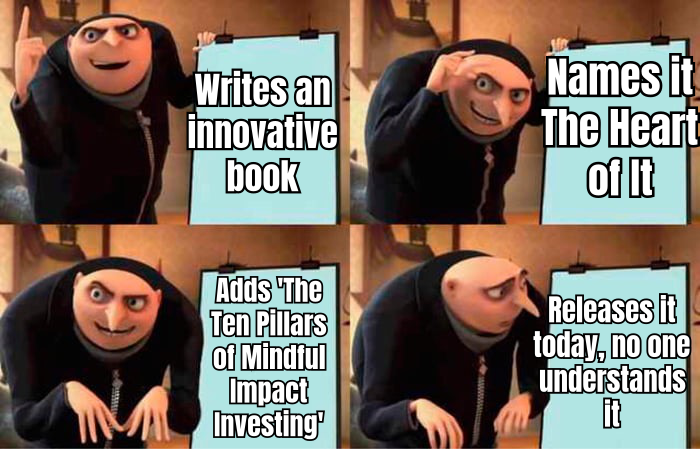 Writes an
innovative
book
Names it
The Heart
of It
Adds 'The
Ten Pillars
of Mindful
Impact
Investing'
Releases it
today, no one
understands
it